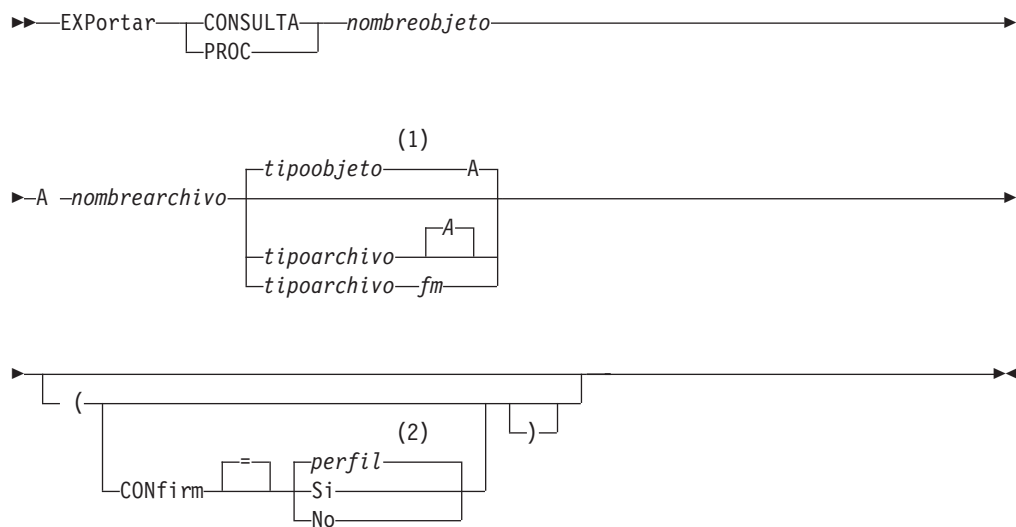 EXPortar CONSULTA nombreobjeto
PROC
(1)
tipoobjeto A
A nombrearchivo
A
tipoarchivo
tipoarchivo fm
(
)
(2)
= perfil
CONfirm Si
No